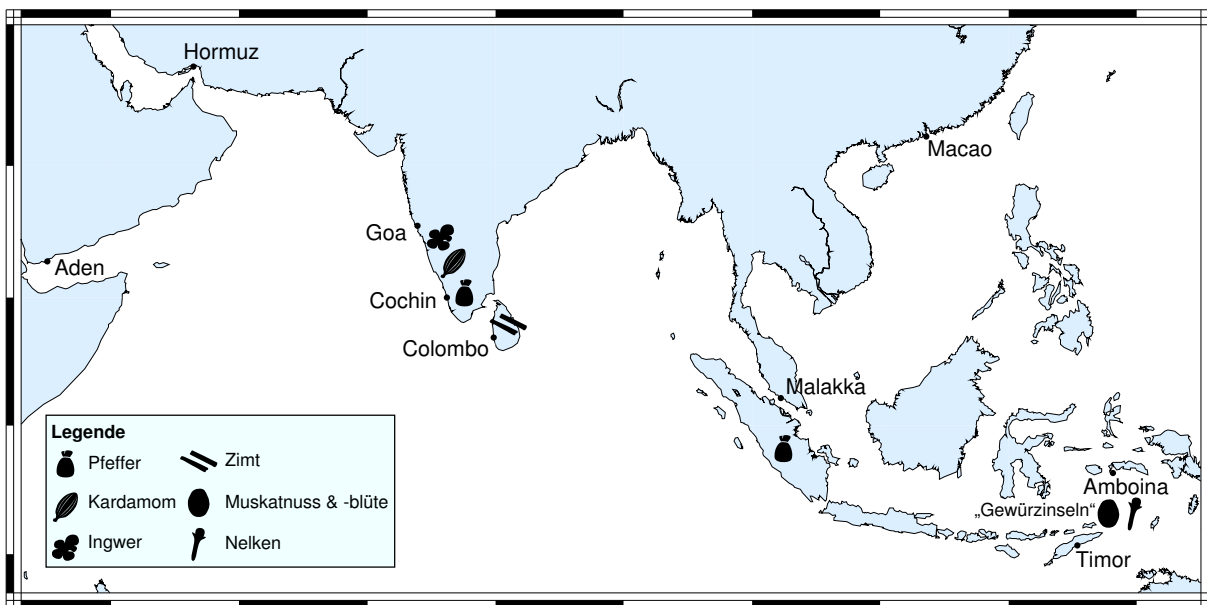 Hormuz
Macao
Goa
Aden
Cochin
Colombo
Malakka
Legende
Pfeffer
Zimt
Kardamom
Muskatnuss & -blüte
Ingwer
Nelken
Amboina
„Gewürzinseln“
Timor